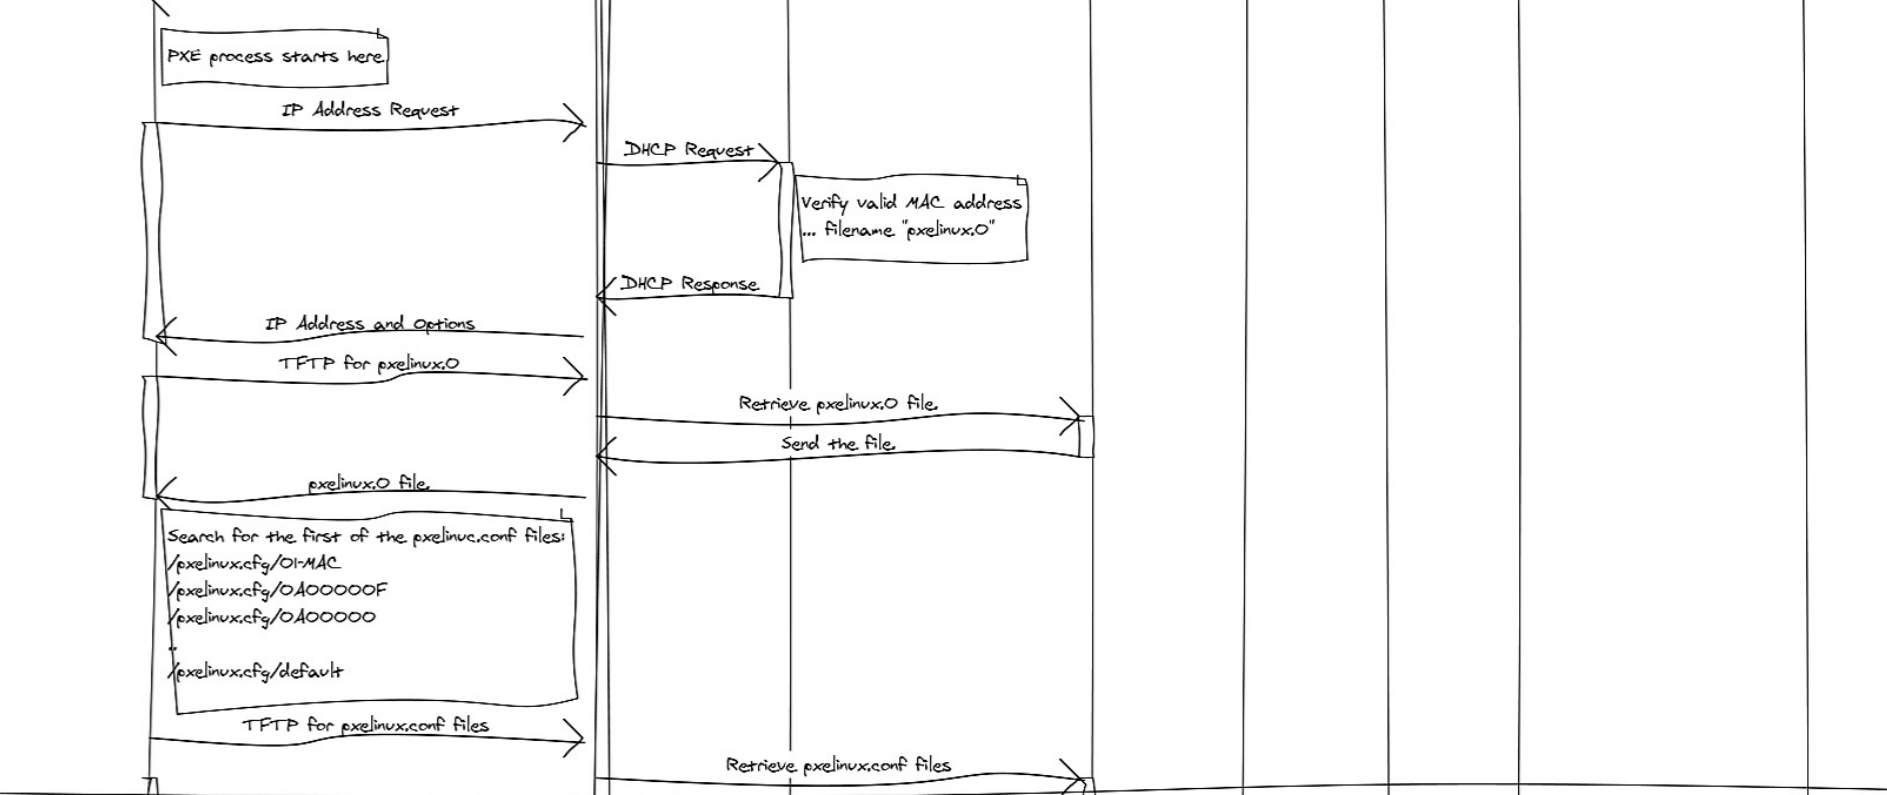 PXE process starts here
IP Address Request
DHCP Request
Verify valid MAC address
... filename "pxelinux.0"
DHCP Response
IP Address and Options
TFTP for pxelinux.0
Retrieve pxelinux.0 file
Send the file
pxelinux.0 file
Search for the first of the pxelinuc.conf files:
/pxelinux.cfg/01-MAC
/pxelinux.cfg/0A00000F
/pxelinux.cfg/0A00000
..
/pxelinux.cfg/default
TFTP for pxelinux.conf files
Retrieve pxelinux.conf files